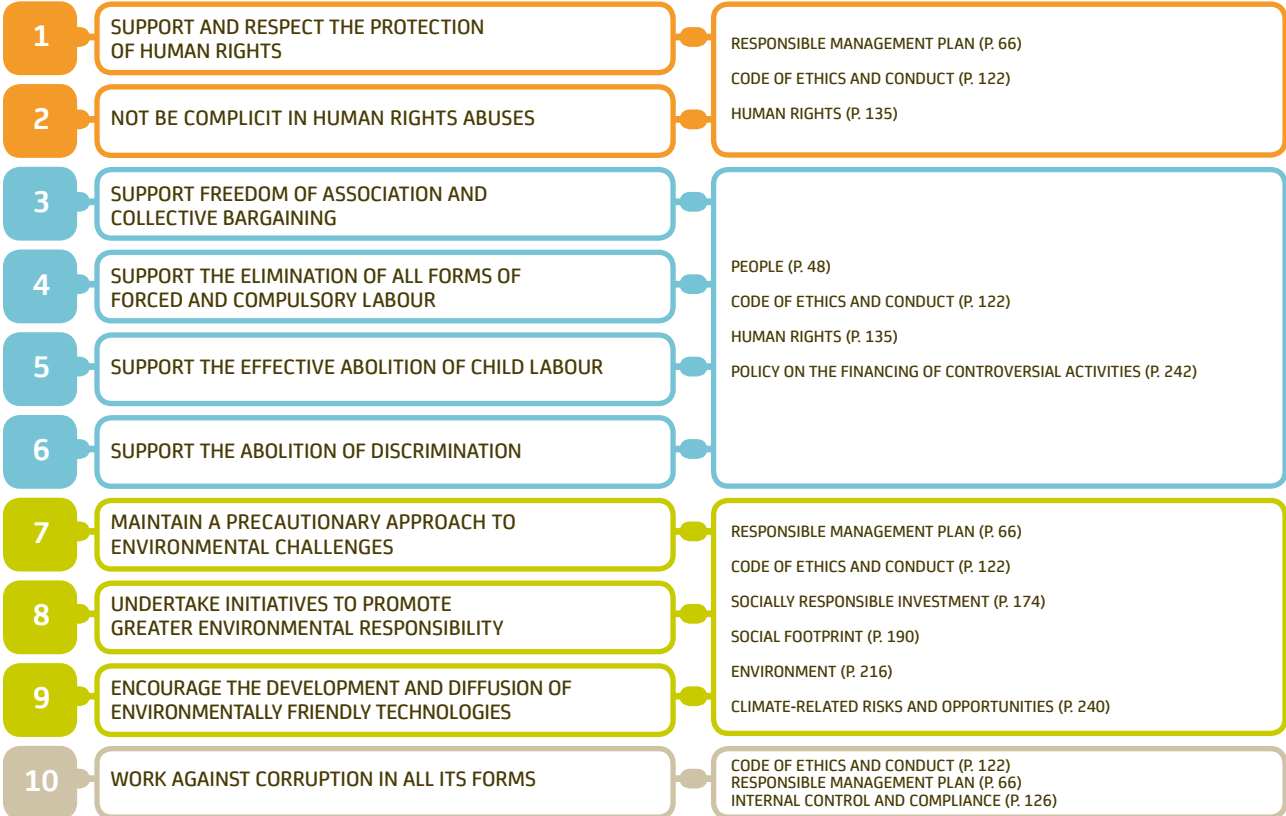 1
SUPPORT AND RESPECT THE PROTECTION
OF HUMAN RIGHTS
2
NOT BE COMPLICIT IN HUMAN RIGHTS ABUSES
RESPONSIBLE MANAGEMENT PLAN (P. 66)
CODE OF ETHICS AND CONDUCT (P. 122)
HUMAN RIGHTS (P. 135)
3
SUPPORT FREEDOM OF ASSOCIATION AND
COLLECTIVE BARGAINING
4
SUPPORT THE ELIMINATION OF ALL FORMS OF
FORCED AND COMPULSORY LABOUR
5
SUPPORT THE EFFECTIVE ABOLITION OF CHILD LABOUR
6
SUPPORT THE ABOLITION OF DISCRIMINATION
PEOPLE (P. 48)
CODE OF ETHICS AND CONDUCT (P. 122)
HUMAN RIGHTS (P. 135)
POLICY ON THE FINANCING OF CONTROVERSIAL ACTIVITIES (P. 242)
7
MAINTAIN A PRECAUTIONARY APPROACH TO
ENVIRONMENTAL CHALLENGES
8
UNDERTAKE INITIATIVES TO PROMOTE
GREATER ENVIRONMENTAL RESPONSIBILITY
9
ENCOURAGE THE DEVELOPMENT AND DIFFUSION OF
ENVIRONMENTALLY FRIENDLY TECHNOLOGIES
RESPONSIBLE MANAGEMENT PLAN (P. 66)
CODE OF ETHICS AND CONDUCT (P. 122)
SOCIALLY RESPONSIBLE INVESTMENT (P. 174)
SOCIAL FOOTPRINT (P. 190)
ENVIRONMENT (P. 216)
CLIMATE-RELATED RISKS AND OPPORTUNITIES (P. 240)
10
WORK AGAINST CORRUPTION IN ALL ITS FORMS
CODE OF ETHICS AND CONDUCT (P. 122)
RESPONSIBLE MANAGEMENT PLAN (P. 66)
INTERNAL CONTROL AND COMPLIANCE (P. 126)